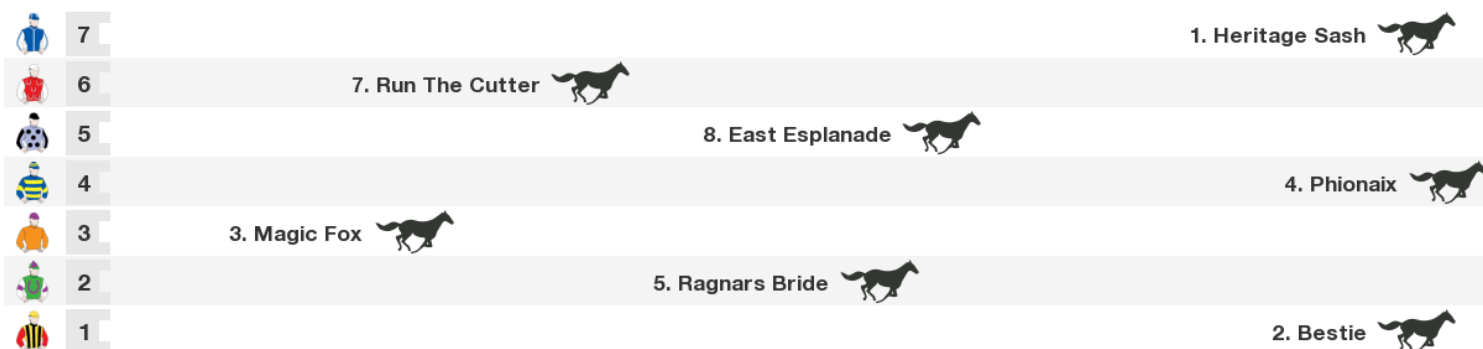 7 1. Heritage Sash
6 7. Run The Cutter
5 8. East Esplanade
4 4. Phionaix
3 3. Magic Fox
2 5. Ragnars Bride
1 2. Bestie